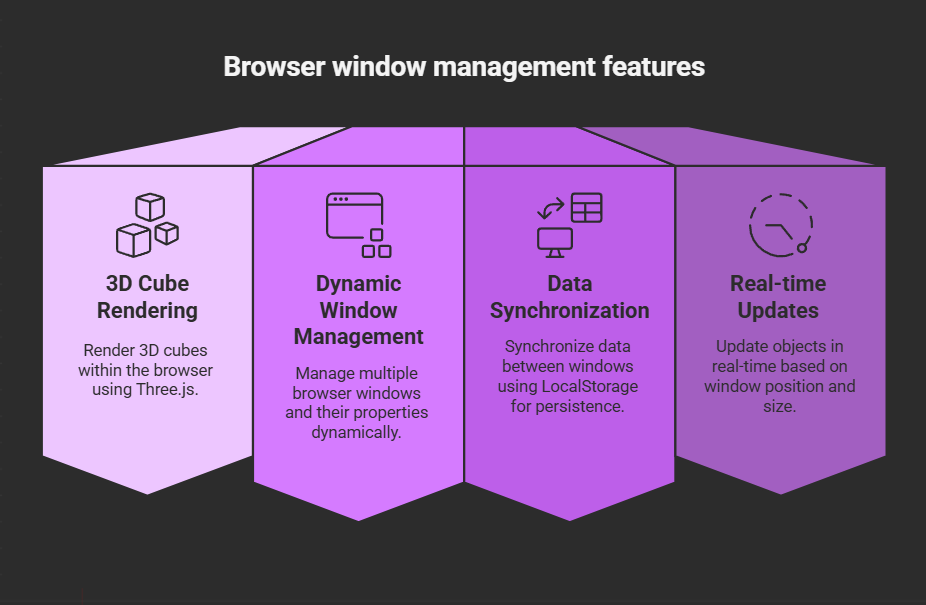 Browser window management features
3D Cube
Rendering
Render 3D cubes
within the browser
using Three.js.
Dynamic
Window
Management
Manage multiple
browser windows
and their properties
dynamically.
Data
Synchronization
Synchronize data
between windows
using LocalStorage
for persistence.
Real-time
Updates
Update objects in
real-time based on
window position and
size.